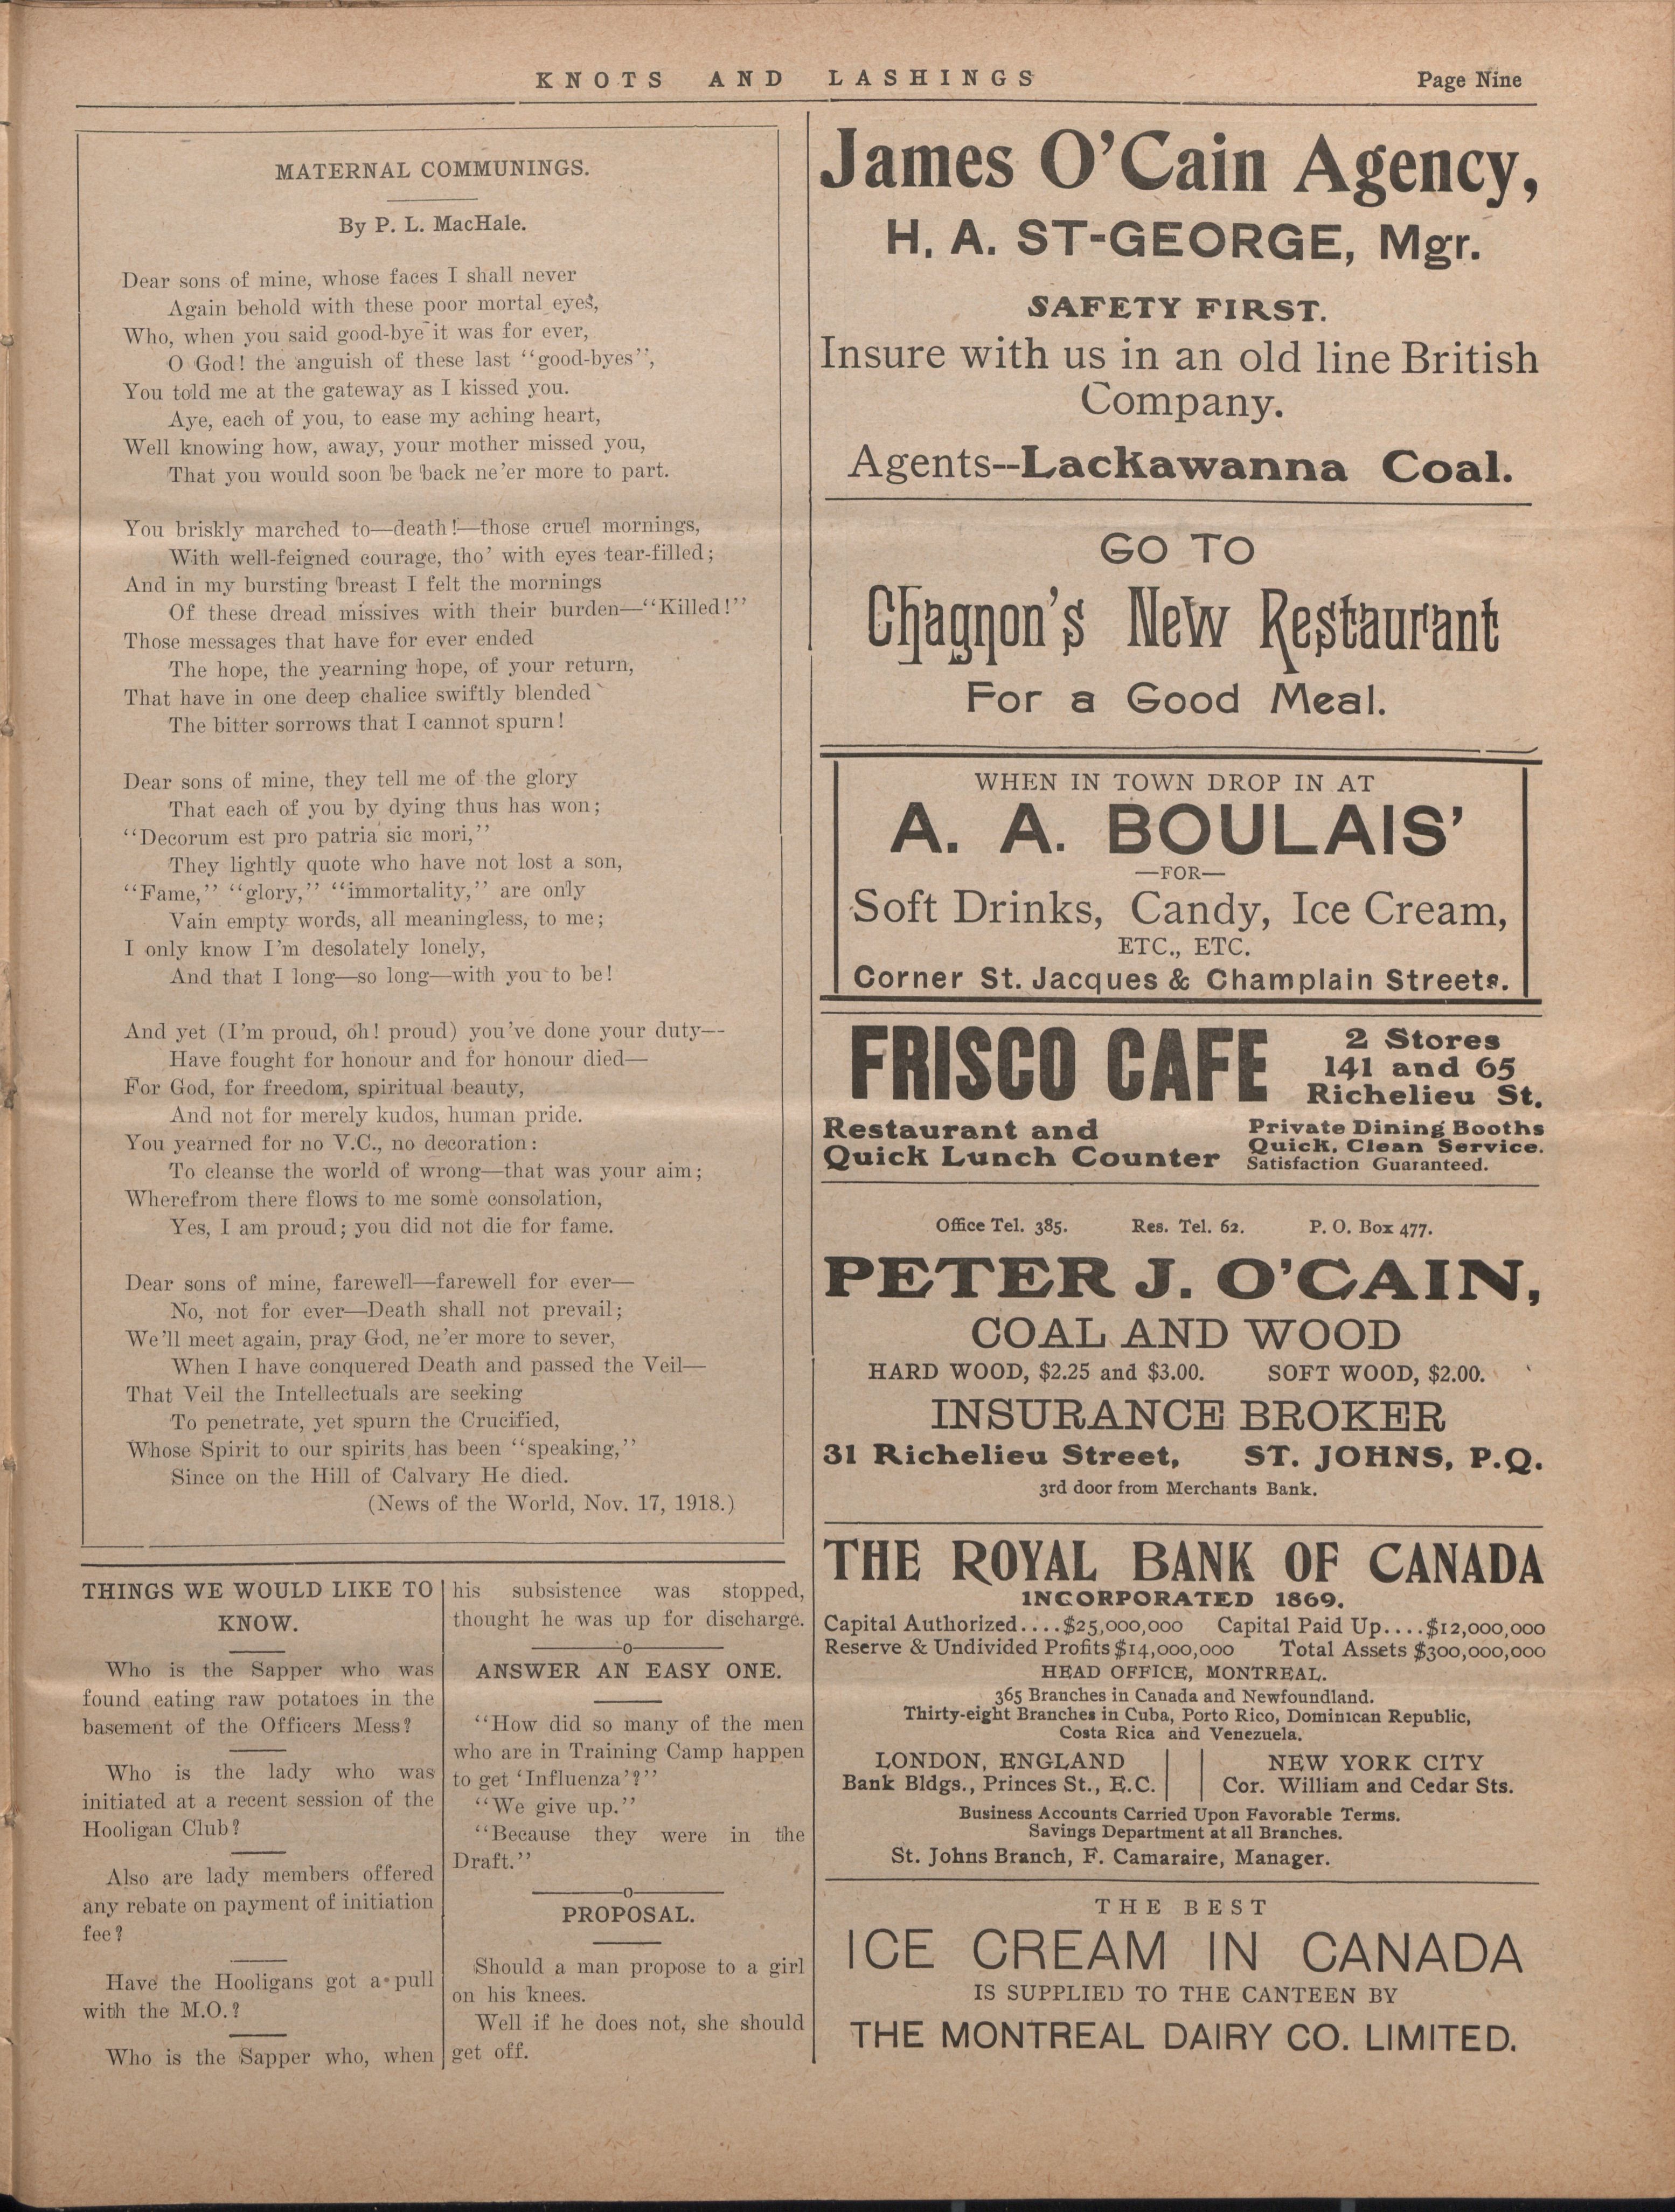 KNOTS AND LASHINGS
Page Nine
MATERNAL COMMUNINGS.
By P. L. MacHale.
Dear sons of mine, whose faces I shall never
Again behold with these poor mortal eyes,
Who, when you said good-bye it was for ever,
O God! the anguish of these last "good-byes",
You told me at the gateway as I kissed you.
Aye, each of you, to ease my aching heart,
Well knowing how, away, your mother missed you,
That you would soon be back ne'er more to part.
You briskly marched to—death!—those cruel mornings,
With well-feigned courage, tho' with eyes tear-filled;
And in my bursting breast I felt the mornings
Of these dread missives with their burden—"Killed!"
Those messages that have for ever ended
The hope, the yearning hope, of your return,
That have in one deep chalice swiftly blended
The bitter sorrows that I cannot spurn!
Dear sons of mine, they tell me of the glory
That each of you by dying thus has won;
"Decorum est pro patria sic mori,"
They lightly quote who have not lost a son,
"Fame," "glory," "immortality," are only
Vain empty words, all meaningless, to me;
I only know I'm desolately lonely,
And that I long—so long—with you to be!
And yet (I'm proud, oh! proud) you've done your duty—
Have fought for honour and for honour died—
For God, for freedom, spiritual beauty,
And not for merely kudos, human pride.
You yearned for no V.C., no decoration:
To cleanse the world of wrong—that was your aim;
Wherefrom there flows to me some consolation,
Yes, I am proud; you did not die for fame.
Dear sons of mine, farewell—farewell for ever—
No, not for ever—Death shall not prevail;
We'll meet again, pray God, ne'er more to sever,
When I have conquered Death and passed the Veil—
That Veil the Intellectuals are seeking
To penetrate, yet spurn the Crucified,
Whose Spirit to our spirits has been "speaking,"
Since on the Hill of Calvary He died.
(News of the World, Nov. 17, 1918.)
THINGS WE WOULD LIKE TO
KNOW.
Who is the Sapper who was
found eating raw potatoes in the
basement of the Officers Mess?
Who is the lady who was
initiated at a recent session of the
Hooligan Club?
Also are lady members offered
any rebate on payment of initiation
fee?
Have the Hooligans got a pull
with the M.O.?
Who is the Sapper who, when
his subsistence was stopped,
thought he was up for discharge.
ANSWER AN EASY ONE.
"How did so many of the men
who are in Training Camp happen
to get 'Influenza'?"
"We give up."
"Because they were in the
Draft."
PROPOSAL.
Should a man propose to a girl
on his knees.
Well if he does not, she should
get off.
James O'Cain Agency,
H. A. ST-GEORGE, Mgr.
SAFETY FIRST.
Insure with us in an old line British
Company.
Agents--Lackawanna Coal.
GO TO
Chagnon's New Restaurant
For a Good Meal.
WHEN IN TOWN DROP IN AT
A. A. BOULAIS'
—FOR—
Soft Drinks, Candy, Ice Cream,
ETC., ETC.
Corner St. Jacques & Champlain Streets.
FRISCO CAFE
2 Stores
141 and 65
Richelieu St.
Restaurant and
Quick Lunch Counter
Private Dining Booths
Quick, Clean Service.
Satisfaction Guaranteed.
Office Tel. 385. Res. Tel. 62. P. O. Box 477.
PETER J. O'CAIN,
COAL AND WOOD
HARD WOOD, $2.25 and $3.00. SOFT WOOD, $2.00.
INSURANCE BROKER
31 Richelieu Street, ST. JOHNS, P.Q.
3rd door from Merchants Bank.
THE ROYAL BANK OF CANADA
INCORPORATED 1869.
Capital Authorized....$25,000,000 Capital Paid Up....$12,000,000
Reserve & Undivided Profits $14,000,000 Total Assets $300,000,000
HEAD OFFICE, MONTREAL.
365 Branches in Canada and Newfoundland.
Thirty-eight Branches in Cuba, Porto Rico, Dominican Republic,
Costa Rica and Venezuela.
LONDON, ENGLAND
Bank Bldgs., Princes St., E.C.
NEW YORK CITY
Cor. William and Cedar Sts.
Business Accounts Carried Upon Favorable Terms.
Savings Department at all Branches.
St. Johns Branch, F. Camaraire, Manager.
THE BEST
ICE CREAM IN CANADA
IS SUPPLIED TO THE CANTEEN BY
THE MONTREAL DAIRY CO. LIMITED.